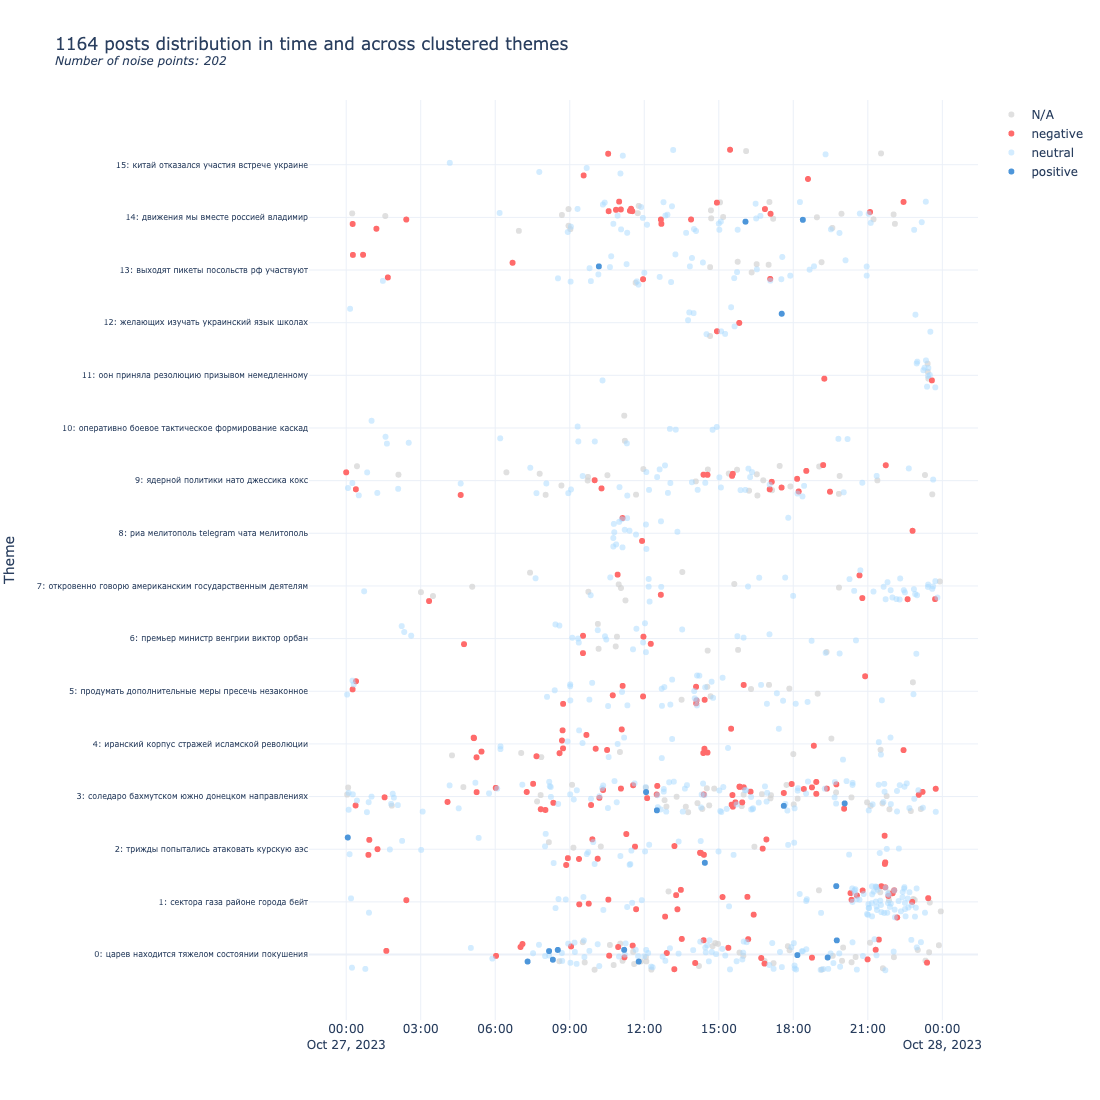 1164 posts distribution in time and across clustered themes
Number of noise points: 202
N/A
negative
neutral
positive
15: китай отказался участия встрече украине
14: движения мы вместе россией владимир
13: выходят пикеты посольств рф участвуют
12: желающих изучать украинский язык школах
11: оон приняла резолюцию призывом немедленному
10: оперативно боевое тактическое формирование каскад
9: ядерной политики нато джессика кокс
8: риа мелитополь telegram чата мелитополь
7: откровенно говорю американским государственным деятелям
6: премьер министр венгрии виктор орбан
5: продумать дополнительные меры пресечь незаконное
4: иранский корпус стражей исламской революции
3: соледаро бахмутском южно донецком направлениях
2: трижды попытались атаковать курскую аэс
1: сектора газа районе города бейт
0: царев находится тяжелом состоянии покушения
Theme
00:00 03:00 06:00 09:00 12:00 15:00 18:00 21:00 00:00
Oct 27, 2023 Oct 28, 2023